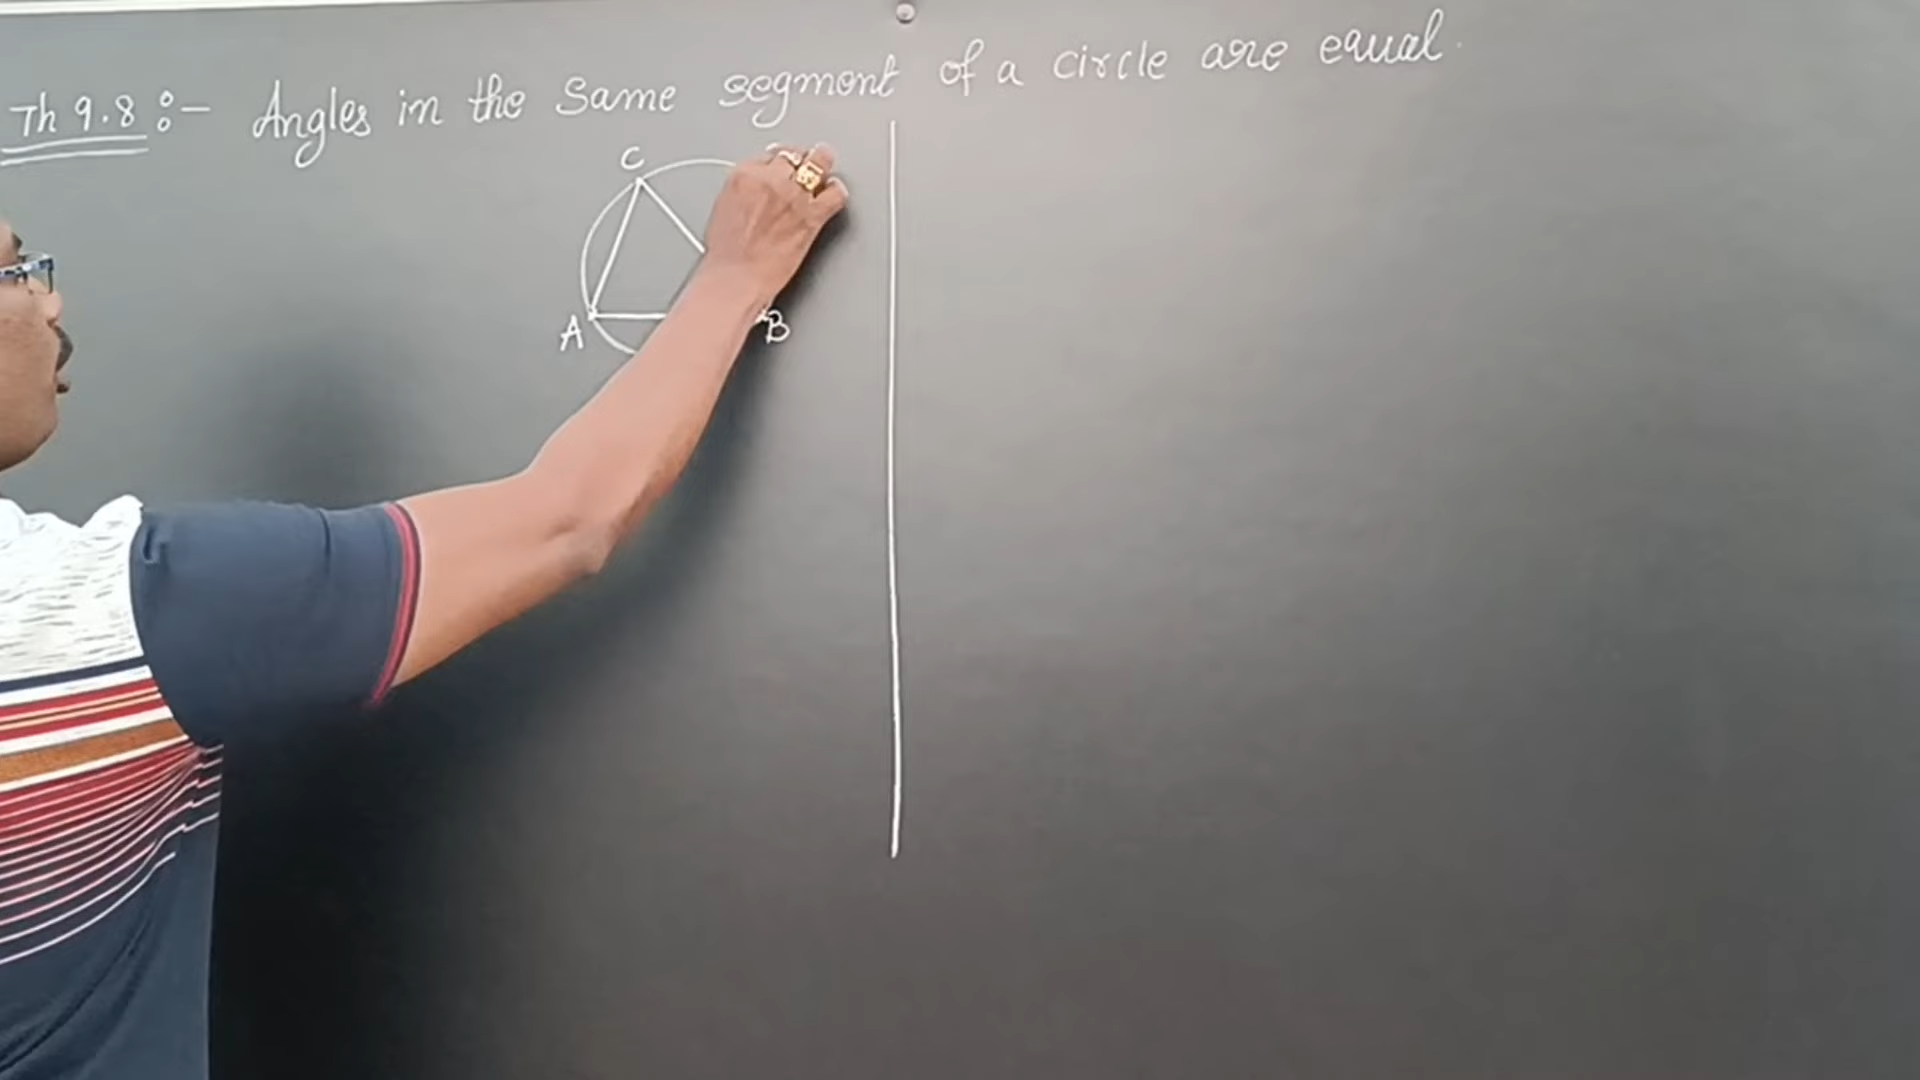 Th 9.8 :- Angles in the same segment of a circle are equal.
C
A
B